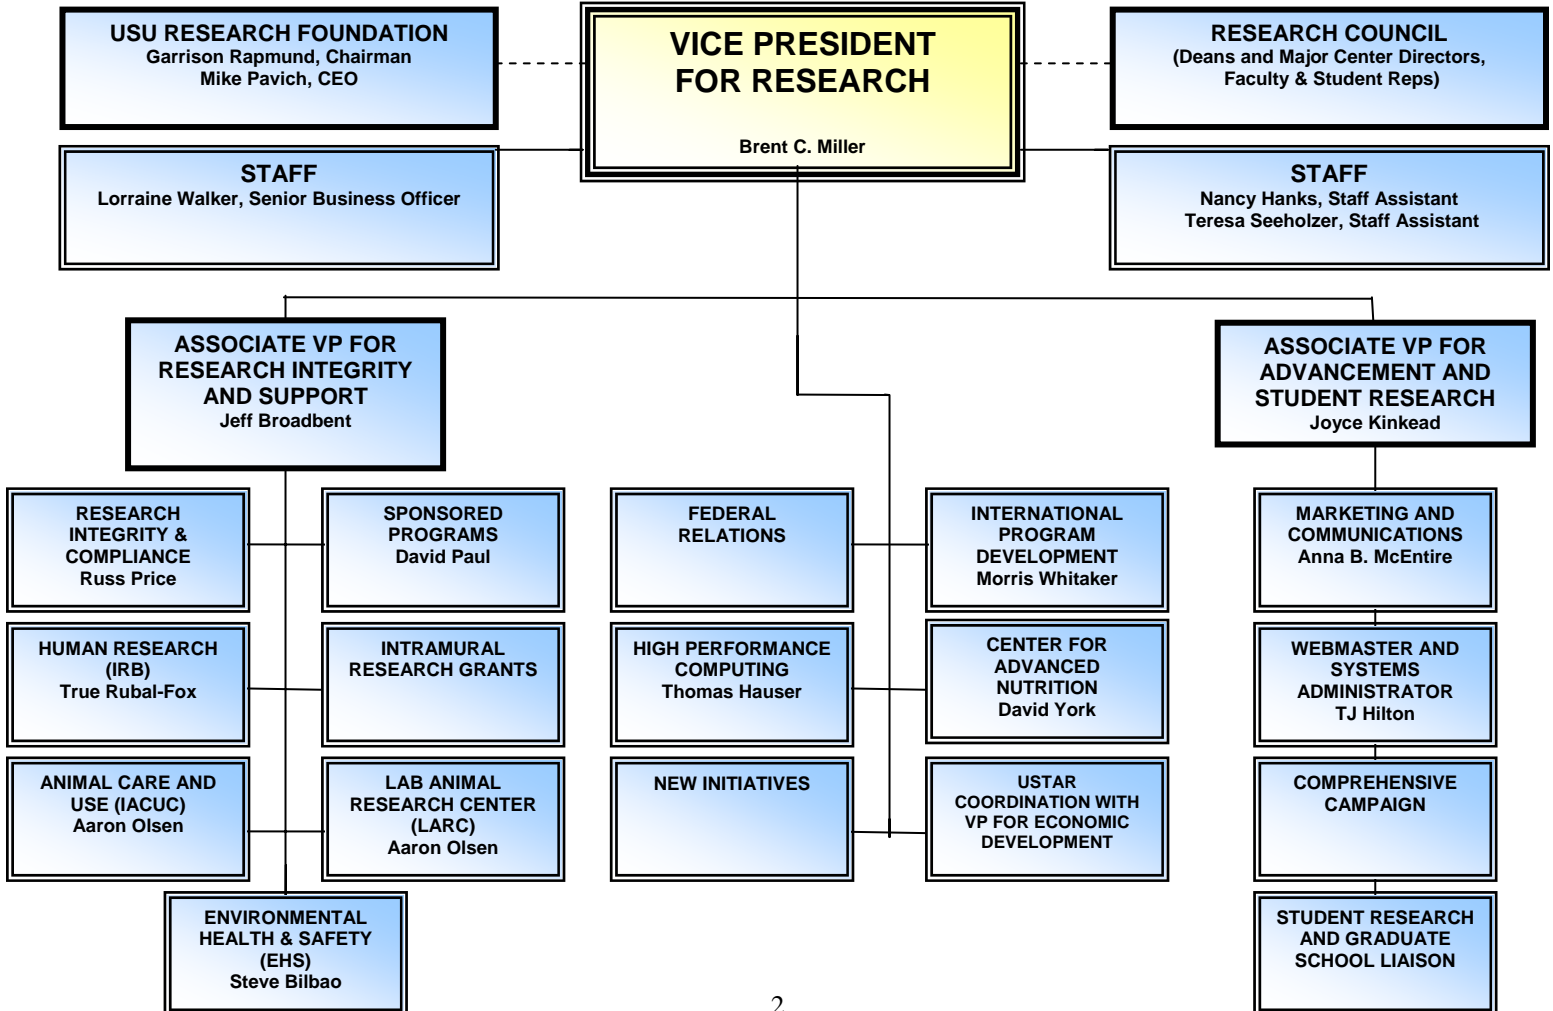 USU RESEARCH FOUNDATION
Garrison Rapmund, Chairman
Mike Pavich, CEO
VICE PRESIDENT
FOR RESEARCH
Brent C. Miller
RESEARCH COUNCIL
(Deans and Major Center Directors,
Faculty & Student Reps)
STAFF
Lorraine Walker, Senior Business Officer
STAFF
Nancy Hanks, Staff Assistant
Teresa Seeholzer, Staff Assistant
ASSOCIATE VP FOR
RESEARCH INTEGRITY
AND SUPPORT
Jeff Broadbent
ASSOCIATE VP FOR
ADVANCEMENT AND
STUDENT RESEARCH
Joyce Kinkead
RESEARCH
INTEGRITY &
COMPLIANCE
Russ Price
SPONSORED
PROGRAMS
David Paul
FEDERAL
RELATIONS
INTERNATIONAL
PROGRAM
DEVELOPMENT
Morris Whitaker
MARKETING AND
COMMUNICATIONS
Anna B. McEntire
HUMAN RESEARCH
(IRB)
True Rubal-Fox
INTRAMURAL
RESEARCH GRANTS
HIGH PERFORMANCE
COMPUTING
Thomas Hauser
CENTER FOR
ADVANCED
NUTRITION
David York
WEBMASTER AND
SYSTEMS
ADMINISTRATOR
TJ Hilton
ANIMAL CARE AND
USE (IACUC)
Aaron Olsen
LAB ANIMAL
RESEARCH CENTER
(LARC)
Aaron Olsen
NEW INITIATIVES
USTAR
COORDINATION WITH
VP FOR ECONOMIC
DEVELOPMENT
COMPREHENSIVE
CAMPAIGN
ENVIRONMENTAL
HEALTH & SAFETY
(EHS)
Steve Bilbao
STUDENT RESEARCH
AND GRADUATE
SCHOOL LIAISON
2